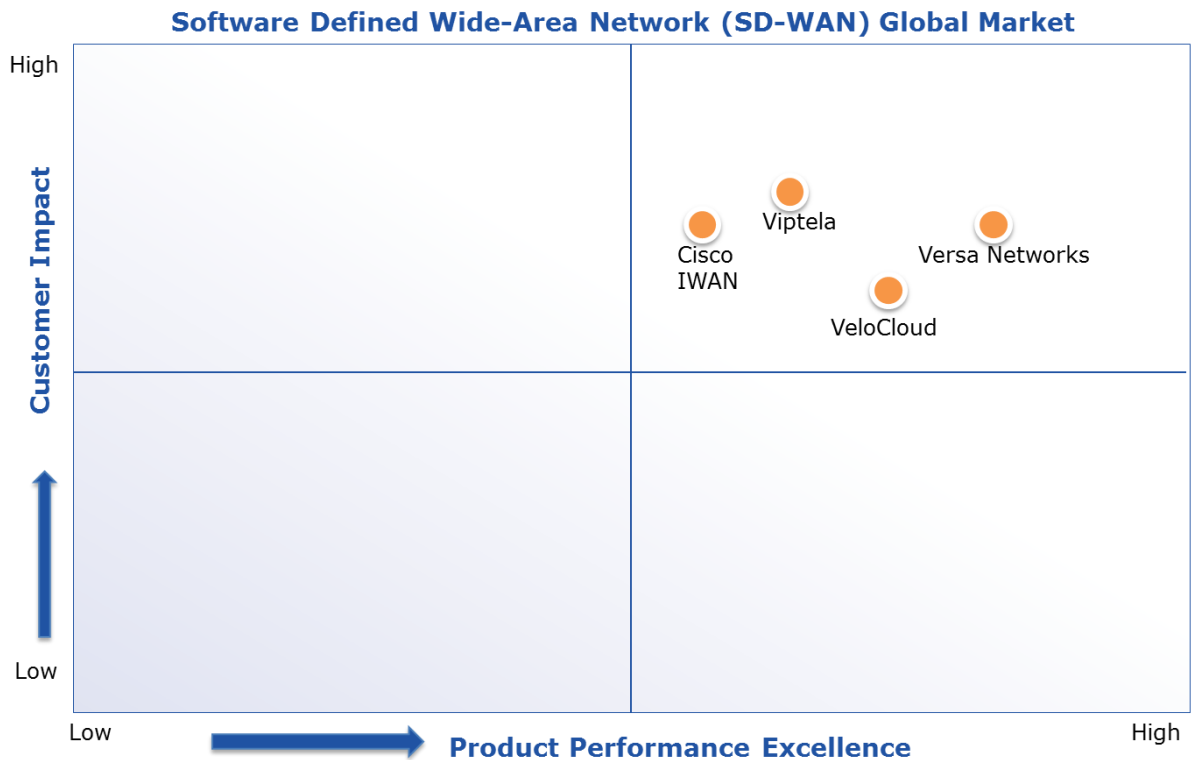 Software Defined Wide-Area Network (SD-WAN) Global Market
High
Customer Impact
Viptela
Cisco
IWAN
Versa Networks
VeloCloud
Low
Low
Product Performance Excellence
High